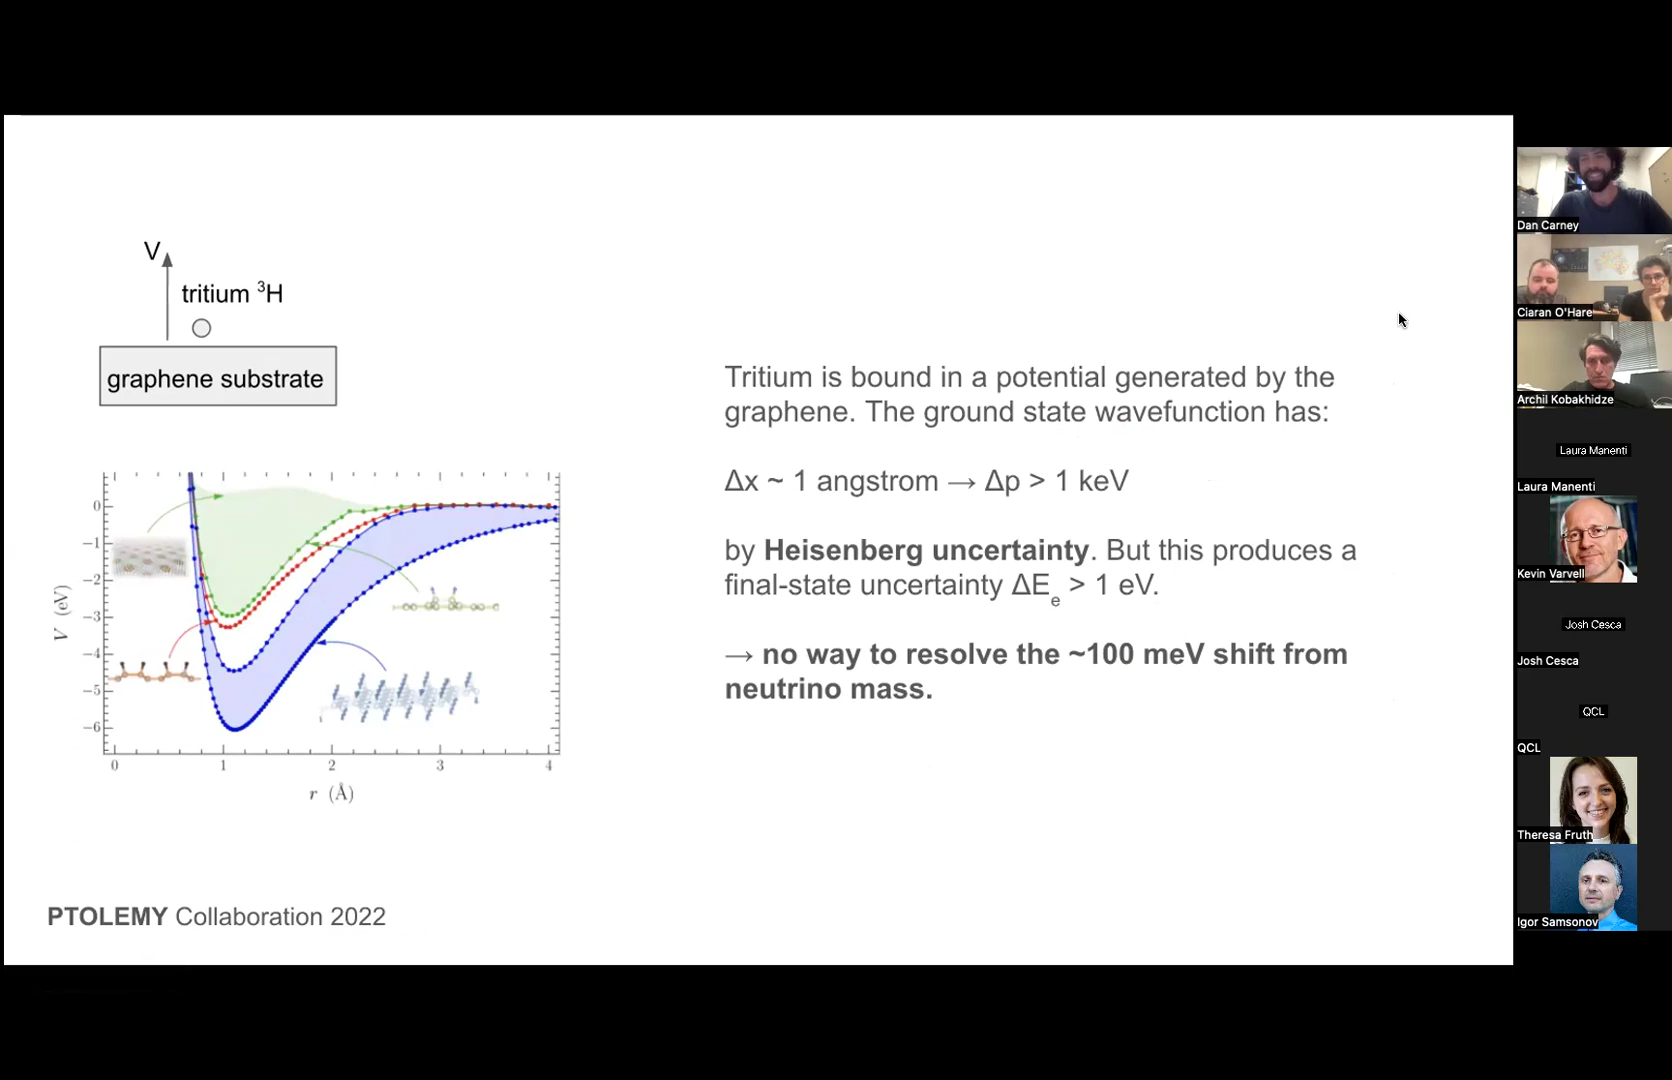 V
tritium ³H
graphene substrate
0
−1
−2
−3
−4
−5
−6
V (eV)
0 1 2 3 4
r (Å)
PTOLEMY Collaboration 2022
Tritium is bound in a potential generated by the
graphene. The ground state wavefunction has:
Δx ~ 1 angstrom → Δp > 1 keV
by Heisenberg uncertainty. But this produces a
final-state uncertainty ΔEₑ > 1 eV.
→ no way to resolve the ~100 meV shift from
neutrino mass.
Dan Carney
Ciaran O'Hare
Archil Kobakhidze
Laura Manenti
Laura Manenti
Kevin Varvell
Josh Cesca
Josh Cesca
QCL
QCL
Theresa Fruth
Igor Samsonov